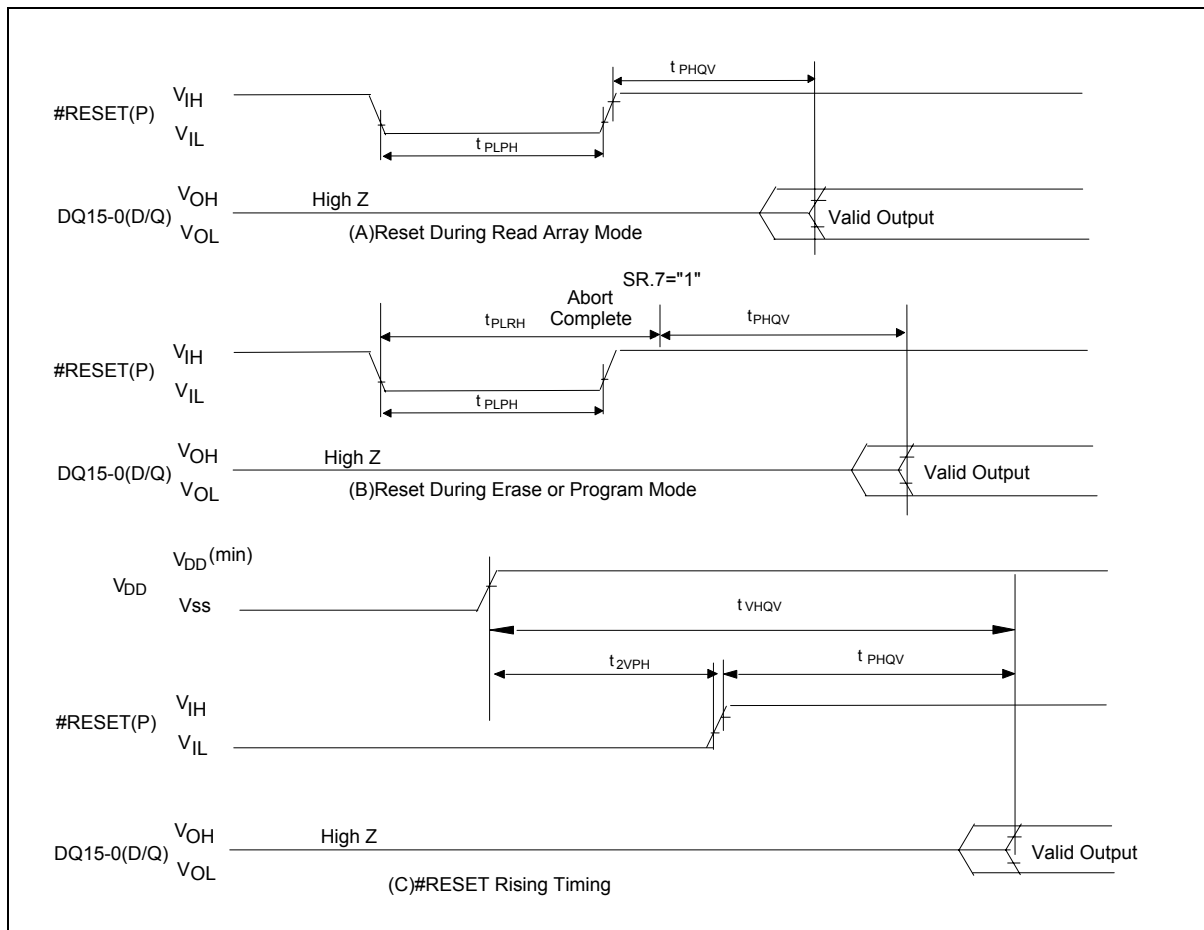 t PHQV
VIH
#RESET(P)
VIL
t PLPH
VOH
DQ15-0(D/Q)
VOL
High Z
Valid Output
(A)Reset During Read Array Mode
SR.7="1"
Abort
Complete
tPLRH
tPHQV
VIH
#RESET(P)
VIL
t PLPH
VOH
DQ15-0(D/Q)
VOL
High Z
Valid Output
(B)Reset During Erase or Program Mode
VDD(min)
VDD
Vss
t VHQV
t2VPH
t PHQV
VIH
#RESET(P)
VIL
VOH
DQ15-0(D/Q)
VOL
High Z
Valid Output
(C)#RESET Rising Timing